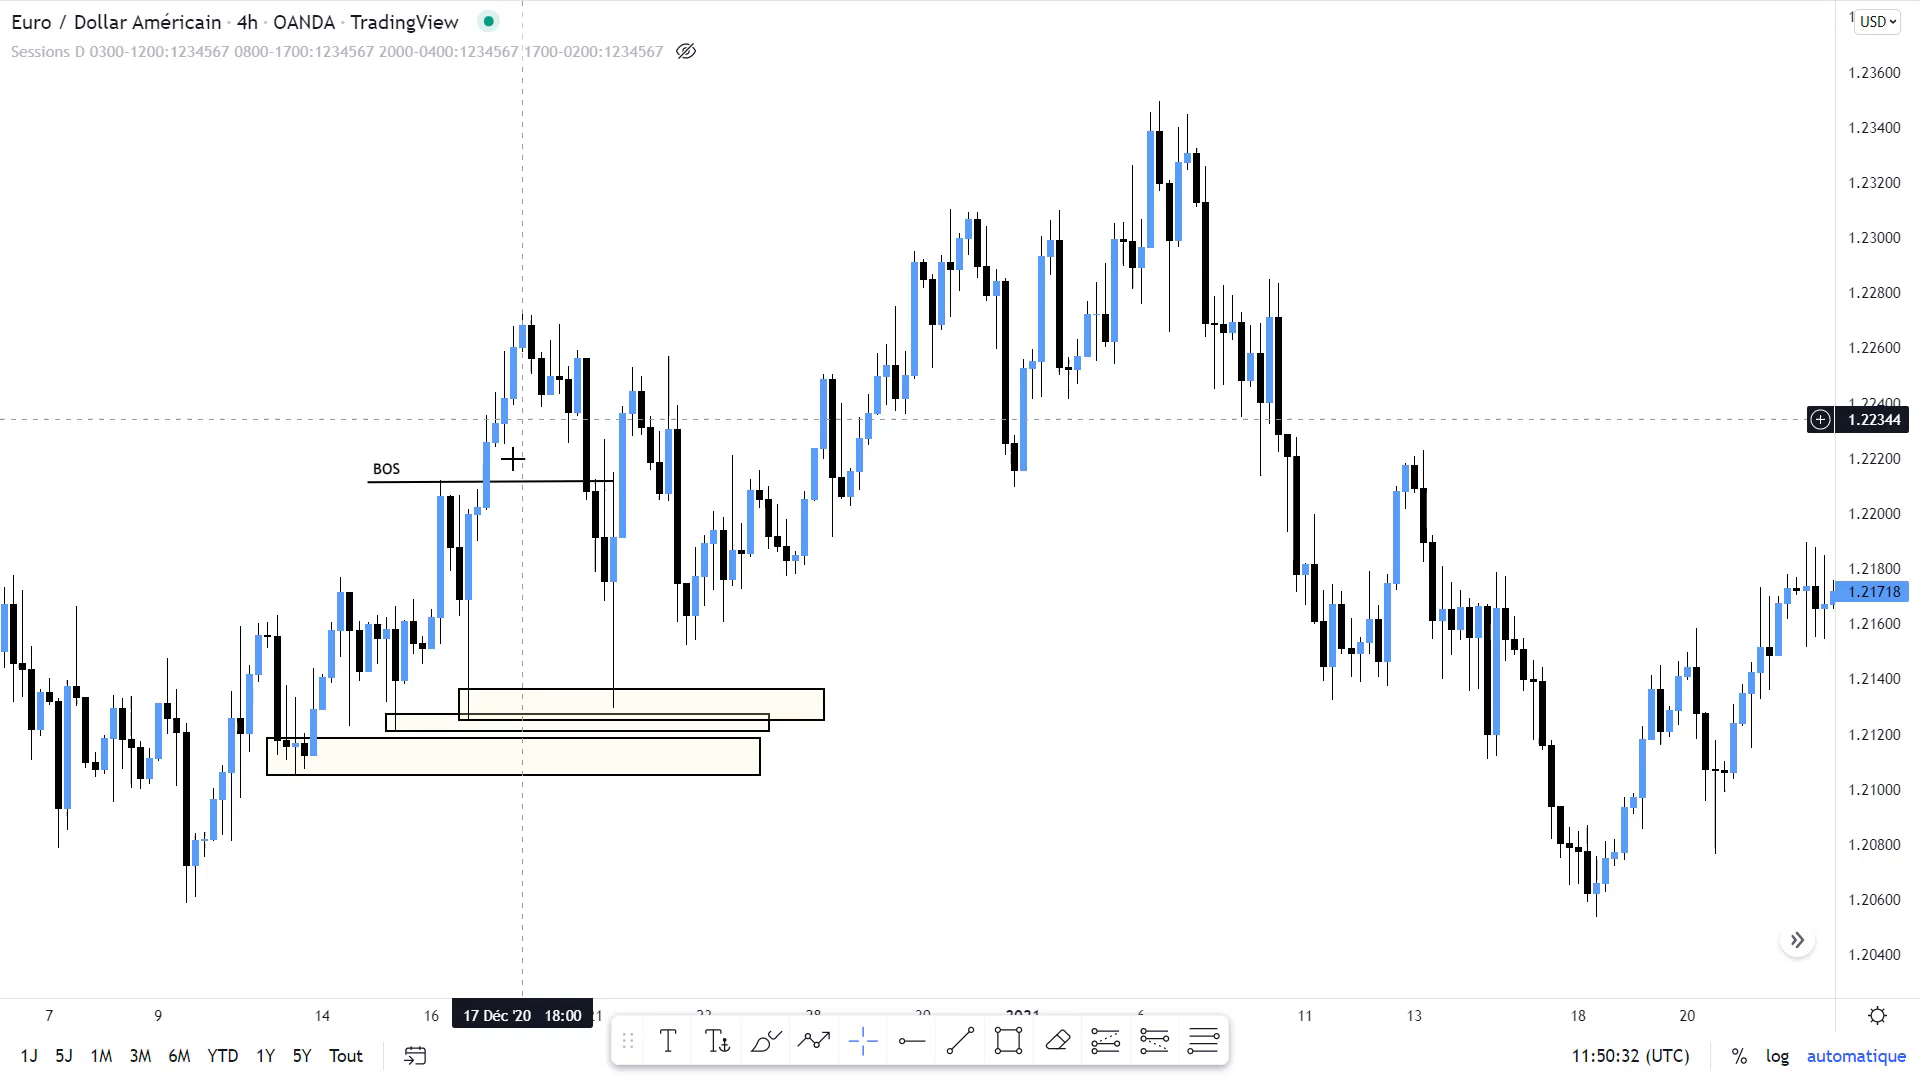 Euro / Dollar Américain · 4h · OANDA · TradingView
Sessions D 0300-1200:1234567 0800-1700:1234567 2000-0400:1234567 1700-0200:1234567
USD
1.23600
1.23400
1.23200
1.23000
1.22800
1.22600
1.22400
1.22344
1.22200
1.22000
1.21800
1.21718
1.21600
1.21400
1.21200
1.21000
1.20800
1.20600
1.20400
BOS
7 9 14 16 17 Déc '20 18:00 11 13 18 20
1J 5J 1M 3M 6M YTD 1Y 5Y Tout
T T
11:50:32 (UTC) % log automatique